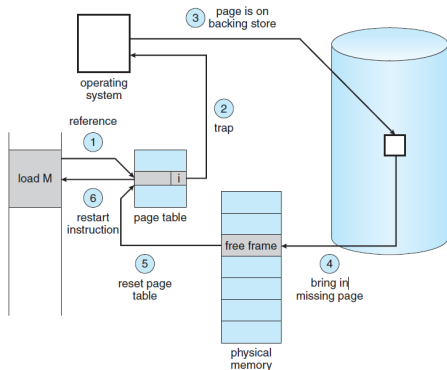 3
page is on
backing store
operating
system
reference
2
trap
1
load M
i
6
page table
restart
instruction
free frame
5
reset page
table
4
bring in
missing page
physical
memory